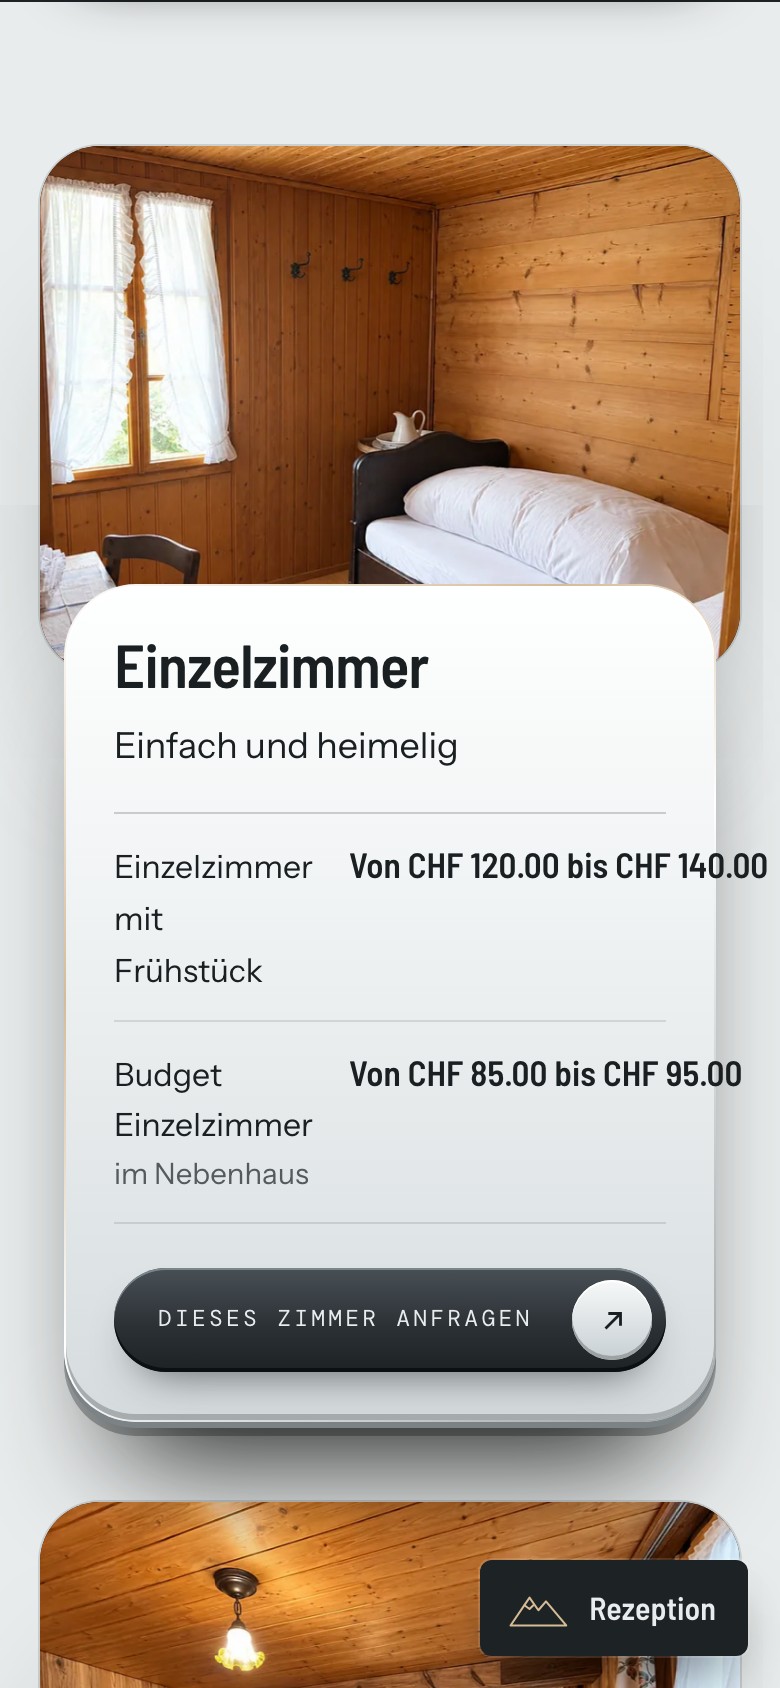 Einzelzimmer
Einfach und heimelig
Einzelzimmer Von CHF 120.00 bis CHF 140.00
mit
Frühstück
Budget Von CHF 85.00 bis CHF 95.00
Einzelzimmer
im Nebenhaus
DIESES ZIMMER ANFRAGEN
Rezeption